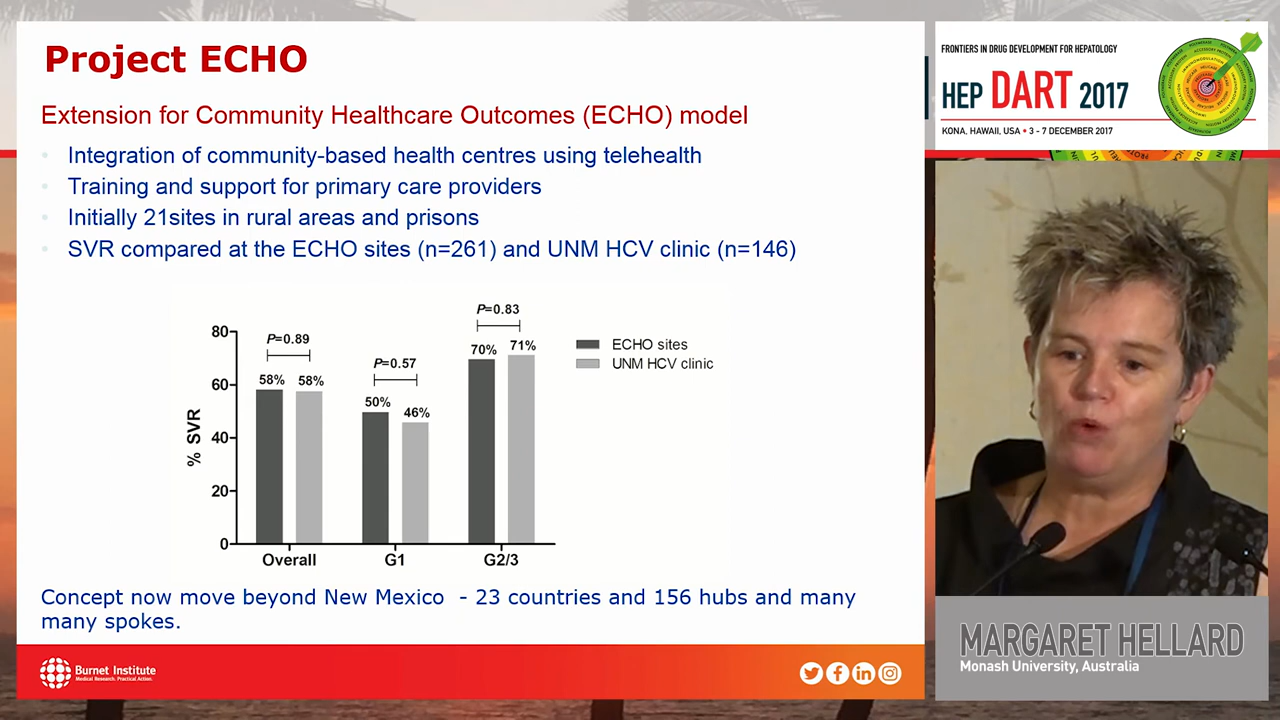 Project ECHO
Extension for Community Healthcare Outcomes (ECHO) model
Integration of community-based health centres using telehealth
Training and support for primary care providers
Initially 21sites in rural areas and prisons
SVR compared at the ECHO sites (n=261) and UNM HCV clinic (n=146)
% SVR
80
60
40
20
0
P=0.89
58% 58%
P=0.57
50% 46%
P=0.83
70% 71%
Overall G1 G2/3
ECHO sites
UNM HCV clinic
Concept now move beyond New Mexico - 23 countries and 156 hubs and many
many spokes.
Burnet Institute
Medical Research. Practical Action.
FRONTIERS IN DRUG DEVELOPMENT FOR HEPATOLOGY
HEP DART 2017
KONA, HAWAII, USA • 3 - 7 DECEMBER 2017
MARGARET HELLARD
Monash University, Australia